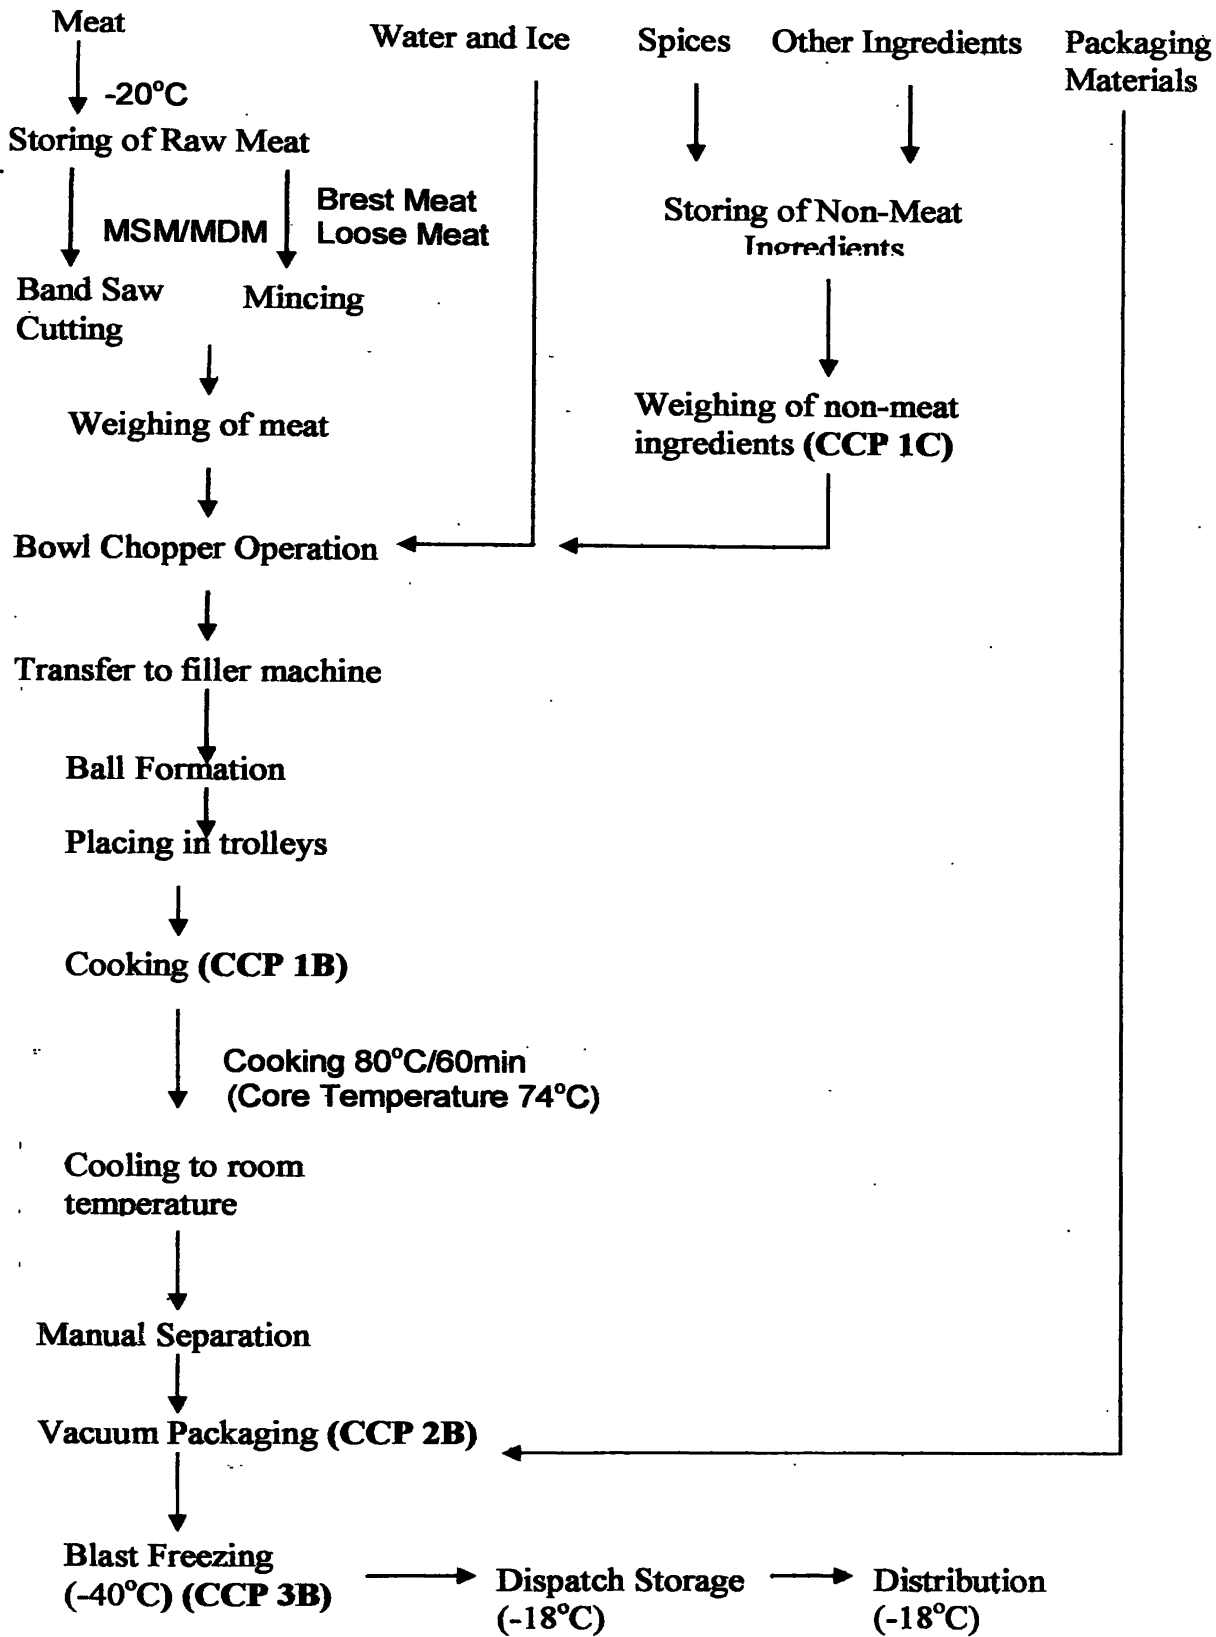 Meat
Water and Ice
Spices
Other Ingredients
Packaging
Materials
-20°C
Storing of Raw Meat
MSM/MDM
Brest Meat
Loose Meat
Storing of Non-Meat
Ingredients
Band Saw
Cutting
Mincing
Weighing of meat
Weighing of non-meat
ingredients (CCP 1C)
Bowl Chopper Operation
Transfer to filler machine
Ball Formation
Placing in trolleys
Cooking (CCP 1B)
Cooking 80°C/60min
(Core Temperature 74°C)
Cooling to room
temperature
Manual Separation
Vacuum Packaging (CCP 2B)
Blast Freezing
(-40°C) (CCP 3B)
Dispatch Storage
(-18°C)
Distribution
(-18°C)